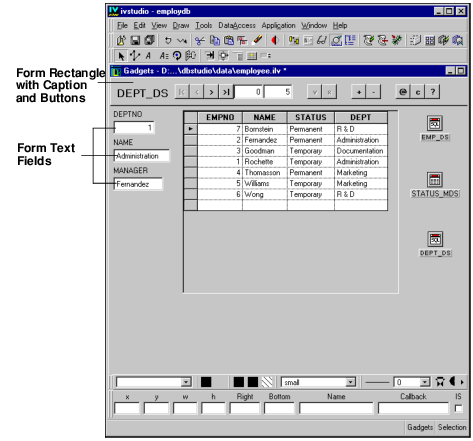 ivstudio - employdb
File Edit View Draw Tools DataAccess Application Window Help
Gadgets - D:...\dbstudio\data\employee.ilv *
Form Rectangle
with Caption
and Buttons
DEPT_DS |< < > >| 0 5 v x + - @ c ?
DEPTNO
1
NAME
Administration
MANAGER
Fernandez
Form Text
Fields
EMPNO NAME STATUS DEPT
7 Bornstein Permanent R & D
2 Fernandez Permanent Administration
3 Goodman Temporary Documentation
1 Rochette Temporary Administration
4 Thomasson Permanent Marketing
5 Williams Temporary Marketing
6 Wong Temporary R & D
SQL
EMP_DS
STATUS_MDS
SQL
DEPT_DS
small 0
x y w h Right Bottom Name Callback IS
Gadgets Selection